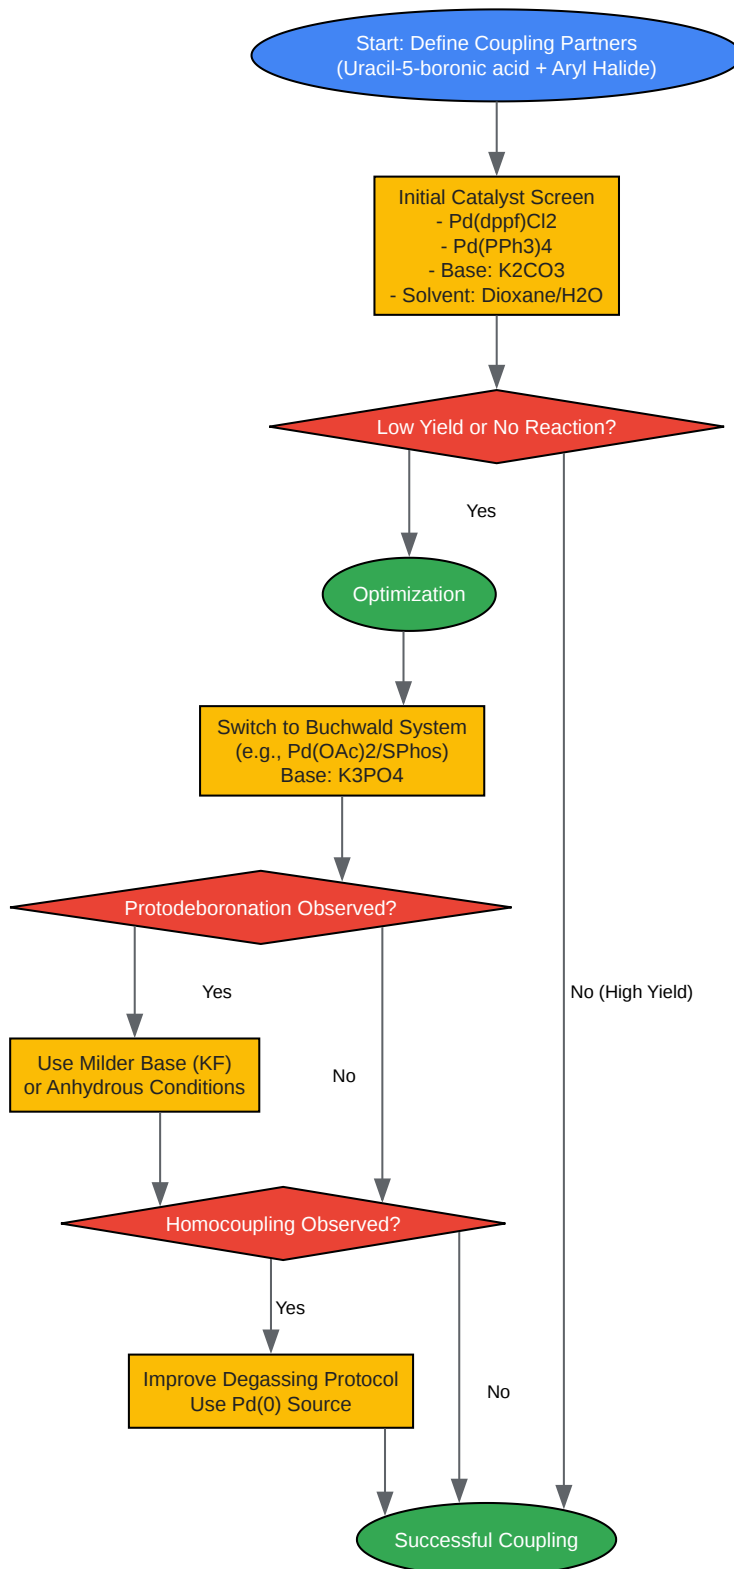 Start: Define Coupling Partners
(Uracil-5-boronic acid + Aryl Halide)
Initial Catalyst Screen
- Pd(dppf)Cl2
- Pd(PPh3)4
- Base: K2CO3
- Solvent: Dioxane/H2O
Low Yield or No Reaction?
Yes
Optimization
Switch to Buchwald System
(e.g., Pd(OAc)2/SPhos)
Base: K3PO4
Protodeboronation Observed?
Yes
No (High Yield)
Use Milder Base (KF)
or Anhydrous Conditions
No
Homocoupling Observed?
Yes
Improve Degassing Protocol
Use Pd(0) Source
No
Successful Coupling